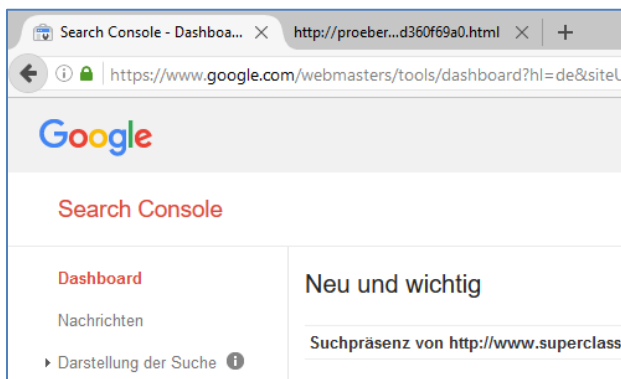 Search Console - Dashboa... http://proeber...d360f69a0.html
https://www.google.com/webmasters/tools/dashboard?hl=de&siteU
Google
Search Console
Dashboard
Neu und wichtig
Nachrichten
Suchpräsenz von http://www.superclass
Darstellung der Suche